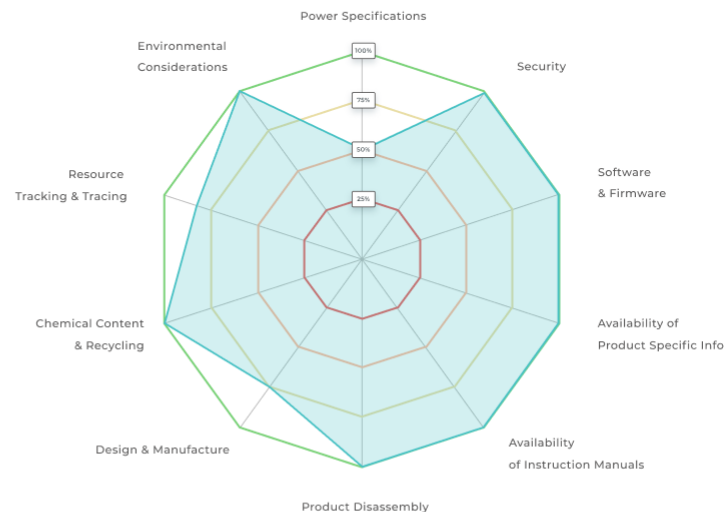 Power Specifications
Environmental
Considerations
100%
Security
75%
50%
Resource
Tracking & Tracing
Software
& Firmware
25%
Chemical Content
& Recycling
Availability of
Product Specific Info
Design & Manufacture
Availability
of Instruction Manuals
Product Disassembly